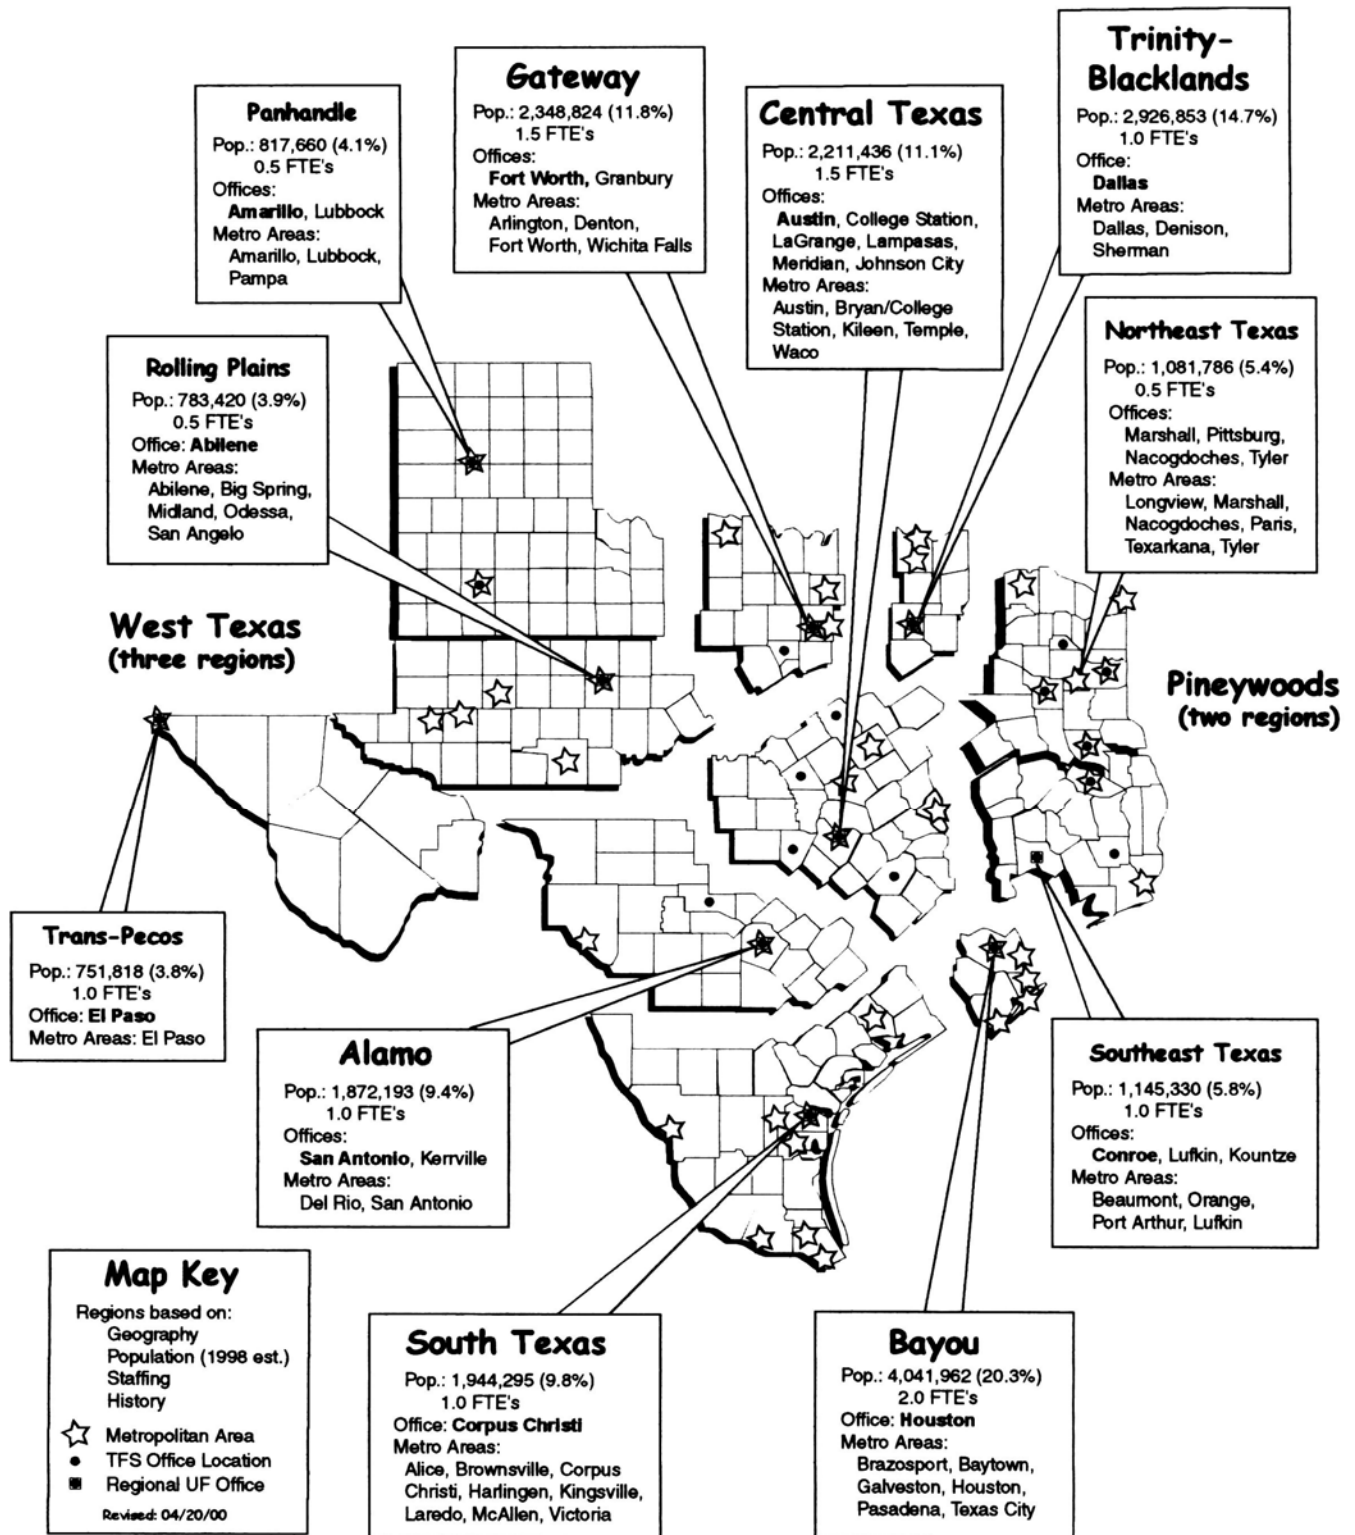 Panhandle
Pop.: 817,660 (4.1%)
0.5 FTE's
Offices:
Amarillo, Lubbock
Metro Areas:
Amarillo, Lubbock,
Pampa
Gateway
Pop.: 2,348,824 (11.8%)
1.5 FTE's
Offices:
Fort Worth, Granbury
Metro Areas:
Arlington, Denton,
Fort Worth, Wichita Falls
Central Texas
Pop.: 2,211,436 (11.1%)
1.5 FTE's
Offices:
Austin, College Station,
LaGrange, Lampasas,
Meridian, Johnson City
Metro Areas:
Austin, Bryan/College
Station, Kileen, Temple,
Waco
Trinity-
Blacklands
Pop.: 2,926,853 (14.7%)
1.0 FTE's
Office:
Dallas
Metro Areas:
Dallas, Denison,
Sherman
Rolling Plains
Pop.: 783,420 (3.9%)
0.5 FTE's
Office: Abilene
Metro Areas:
Abilene, Big Spring,
Midland, Odessa,
San Angelo
Northeast Texas
Pop.: 1,081,786 (5.4%)
0.5 FTE's
Offices:
Marshall, Pittsburg,
Nacogdoches, Tyler
Metro Areas:
Longview, Marshall,
Nacogdoches, Paris,
Texarkana, Tyler
West Texas
(three regions)
Pineywoods
(two regions)
Trans-Pecos
Pop.: 751,818 (3.8%)
1.0 FTE's
Office: El Paso
Metro Areas: El Paso
Alamo
Pop.: 1,872,193 (9.4%)
1.0 FTE's
Offices:
San Antonio, Kerrville
Metro Areas:
Del Rio, San Antonio
Southeast Texas
Pop.: 1,145,330 (5.8%)
1.0 FTE's
Offices:
Conroe, Lufkin, Kountze
Metro Areas:
Beaumont, Orange,
Port Arthur, Lufkin
Map Key
Regions based on:
Geography
Population (1998 est.)
Staffing
History
Metropolitan Area
TFS Office Location
Regional UF Office
Revised: 04/20/00
South Texas
Pop.: 1,944,295 (9.8%)
1.0 FTE's
Office: Corpus Christi
Metro Areas:
Alice, Brownsville, Corpus
Christi, Harlingen, Kingsville,
Laredo, McAllen, Victoria
Bayou
Pop.: 4,041,962 (20.3%)
2.0 FTE's
Office: Houston
Metro Areas:
Brazosport, Baytown,
Galveston, Houston,
Pasadena, Texas City